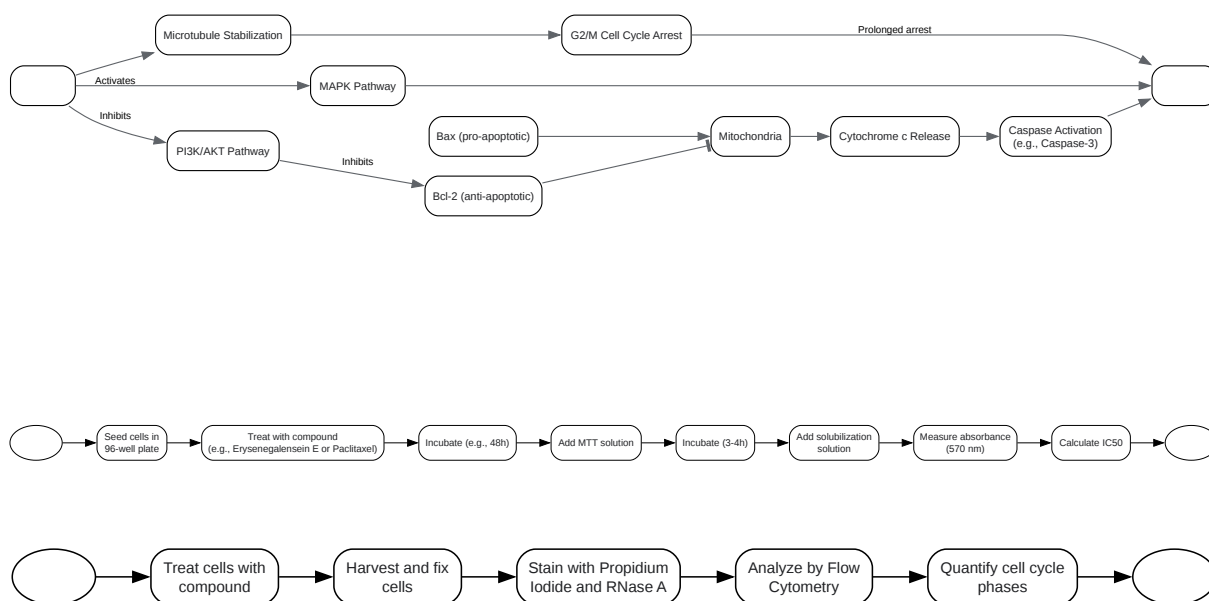 Microtubule Stabilization
G2/M Cell Cycle Arrest
Prolonged arrest
Activates
MAPK Pathway
Inhibits
PI3K/AKT Pathway
Inhibits
Bax (pro-apoptotic)
Bcl-2 (anti-apoptotic)
Mitochondria
Cytochrome c Release
Caspase Activation
(e.g., Caspase-3)
Seed cells in
96-well plate
Treat with compound
(e.g., Erysenegalensein E or Paclitaxel)
Incubate (e.g., 48h)
Add MTT solution
Incubate (3-4h)
Add solubilization
solution
Measure absorbance
(570 nm)
Calculate IC50
Treat cells with
compound
Harvest and fix
cells
Stain with Propidium
Iodide and RNase A
Analyze by Flow
Cytometry
Quantify cell cycle
phases